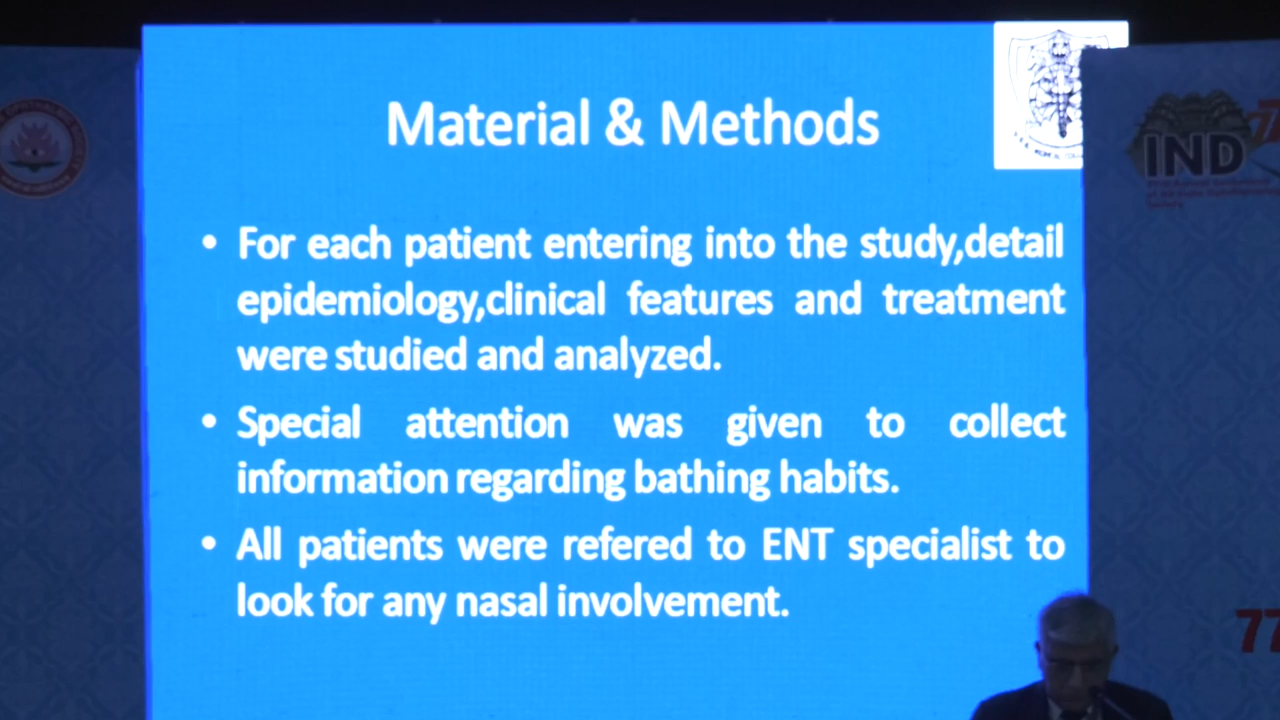 Material & Methods
• For each patient entering into the study,detail
epidemiology,clinical features and treatment
were studied and analyzed.
• Special attention was given to collect
information regarding bathing habits.
• All patients were refered to ENT specialist to
look for any nasal involvement.
IND
77